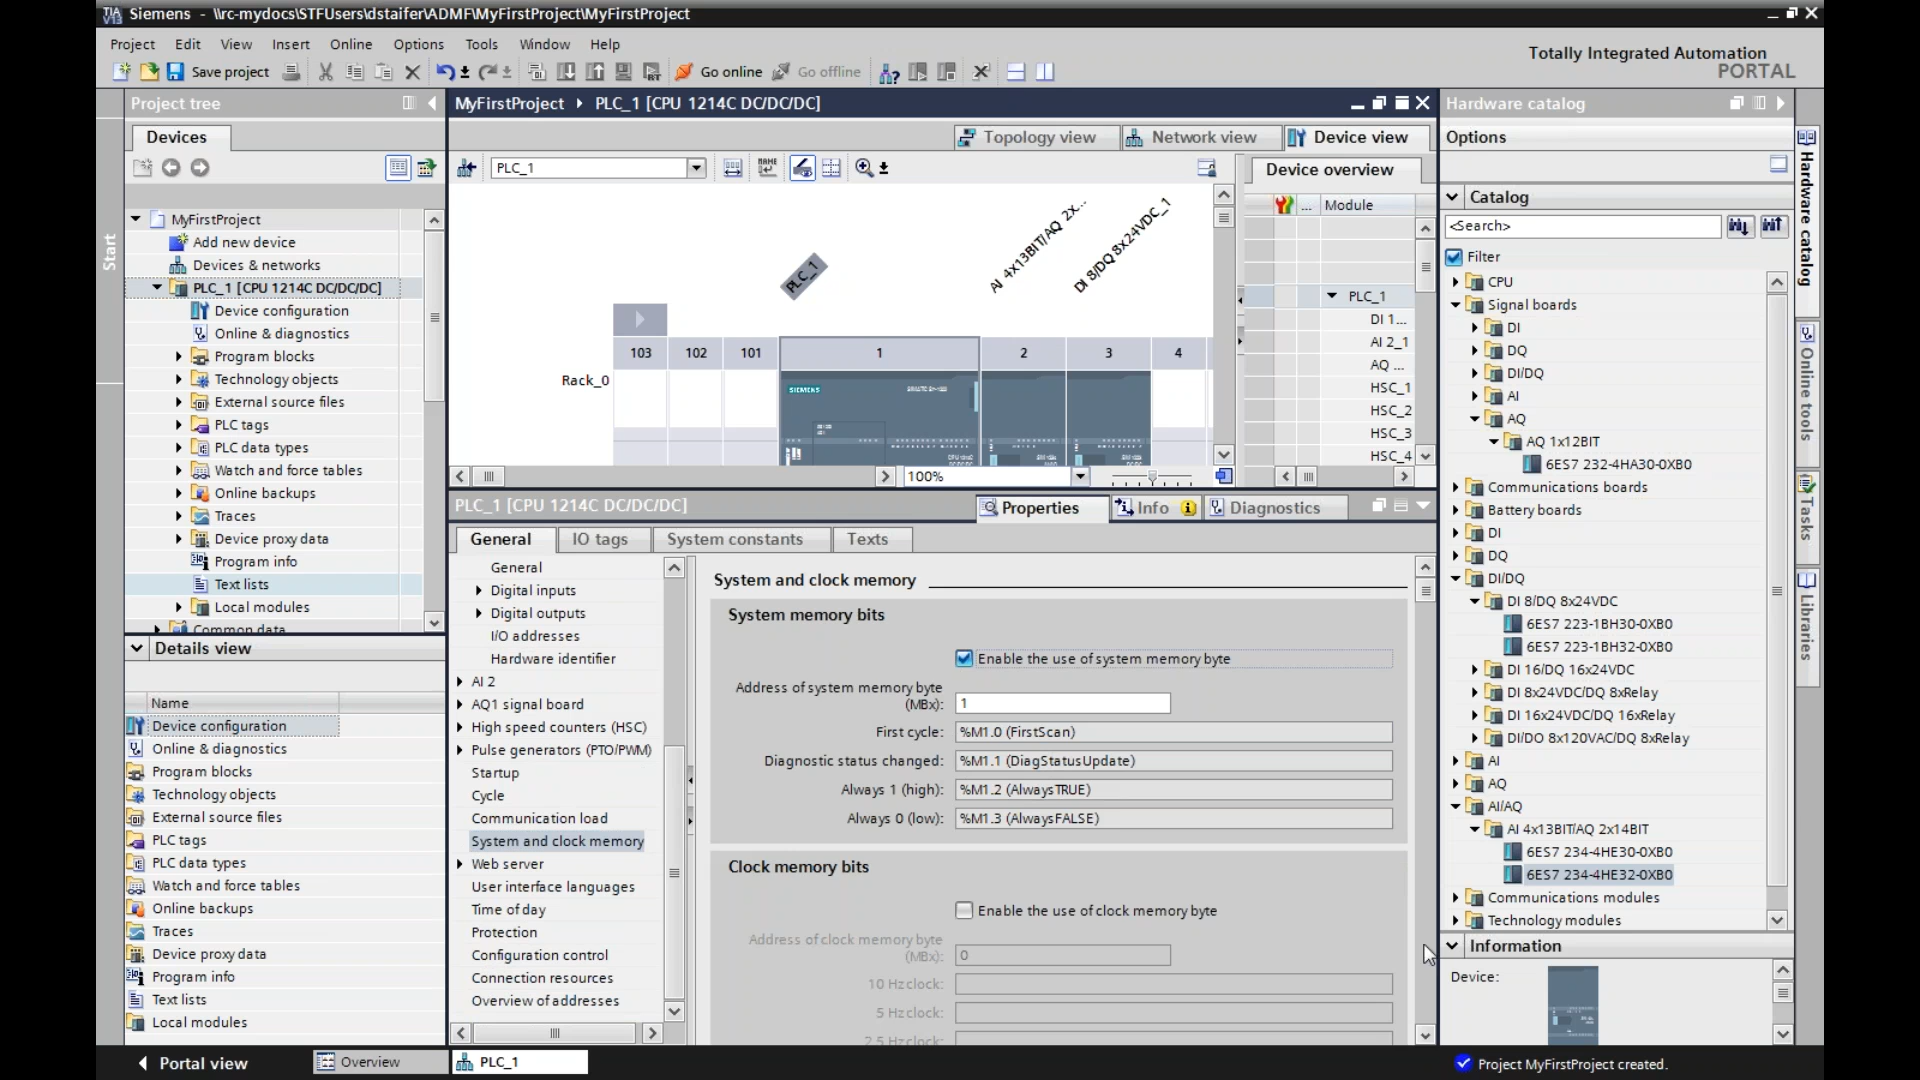 Siemens - \\rc-mydocs\STFUsers\dstaifer\ADMF\MyFirstProject\MyFirstProject
Project Edit View Insert Online Options Tools Window Help
Totally Integrated Automation
PORTAL
Save project Go online Go offline
Start
Project tree
Devices
MyFirstProject
Add new device
Devices & networks
PLC_1 [CPU 1214C DC/DC/DC]
Device configuration
Online & diagnostics
Program blocks
Technology objects
External source files
PLC tags
PLC data types
Watch and force tables
Online backups
Traces
Device proxy data
Program info
Text lists
Local modules
Common data
Details view
Name
Device configuration
Online & diagnostics
Program blocks
Technology objects
External source files
PLC tags
PLC data types
Watch and force tables
Online backups
Traces
Device proxy data
Program info
Text lists
Local modules
MyFirstProject PLC_1 [CPU 1214C DC/DC/DC]
Topology view Network view Device view
PLC_1
PLC_1
AI 4x13BIT/AQ 2x...
DI 8/DQ 8x24VDC_1
103 102 101 1 2 3 4
Rack_0
SIEMENS
100%
Device overview
... Module
PLC_1
DI 1...
AI 2_1
AQ ...
HSC_1
HSC_2
HSC_3
HSC_4
PLC_1 [CPU 1214C DC/DC/DC]
Properties Info Diagnostics
General IO tags System constants Texts
General
Digital inputs
Digital outputs
I/O addresses
Hardware identifier
AI 2
AQ1 signal board
High speed counters (HSC)
Pulse generators (PTO/PWM)
Startup
Cycle
Communication load
System and clock memory
Web server
User interface languages
Time of day
Protection
Configuration control
Connection resources
Overview of addresses
System and clock memory
System memory bits
Enable the use of system memory byte
Address of system memory byte
(MBx): 1
First cycle: %M1.0 (FirstScan)
Diagnostic status changed: %M1.1 (DiagStatusUpdate)
Always 1 (high): %M1.2 (AlwaysTRUE)
Always 0 (low): %M1.3 (AlwaysFALSE)
Clock memory bits
Enable the use of clock memory byte
Address of clock memory byte
(MBx): 0
10 Hz clock:
5 Hz clock:
2.5 Hz clock:
Hardware catalog
Options
Catalog
<Search>
Filter
CPU
Signal boards
DI
DQ
DI/DQ
AI
AQ
AQ 1x12BIT
6ES7 232-4HA30-0XB0
Communications boards
Battery boards
DI
DQ
DI/DQ
DI 8/DQ 8x24VDC
6ES7 223-1BH30-0XB0
6ES7 223-1BH32-0XB0
DI 16/DQ 16x24VDC
DI 8x24VDC/DQ 8xRelay
DI 16x24VDC/DQ 16xRelay
DI/DO 8x120VAC/DQ 8xRelay
AI
AQ
AI/AQ
AI 4x13BIT/AQ 2x14BIT
6ES7 234-4HE30-0XB0
6ES7 234-4HE32-0XB0
Communications modules
Technology modules
Information
Device:
Hardware catalog
Online tools
Tasks
Libraries
Portal view Overview PLC_1
Project MyFirstProject created.